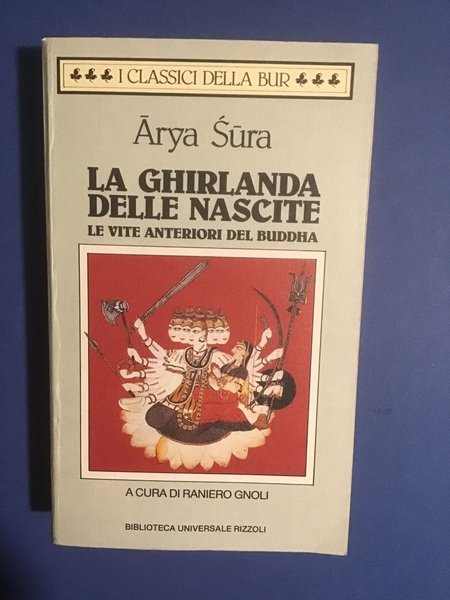 I CLASSICI DELLA BUR
Ārya Śūra
LA GHIRLANDA
DELLE NASCITE
LE VITE ANTERIORI DEL BUDDHA
A CURA DI RANIERO GNOLI
BIBLIOTECA UNIVERSALE RIZZOLI